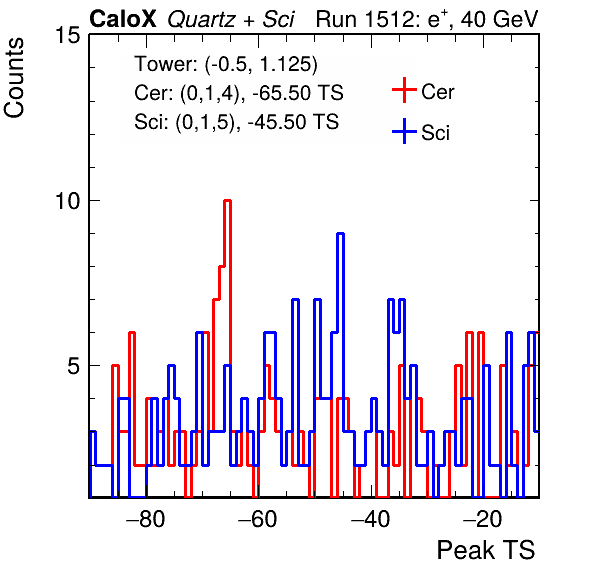 CaloX Quartz + Sci Run 1512: e+, 40 GeV
Counts
15
10
5
Tower: (-0.5, 1.125)
Cer: (0,1,4), -65.50 TS
Sci: (0,1,5), -45.50 TS
Cer
Sci
−80 −60 −40 −20
Peak TS